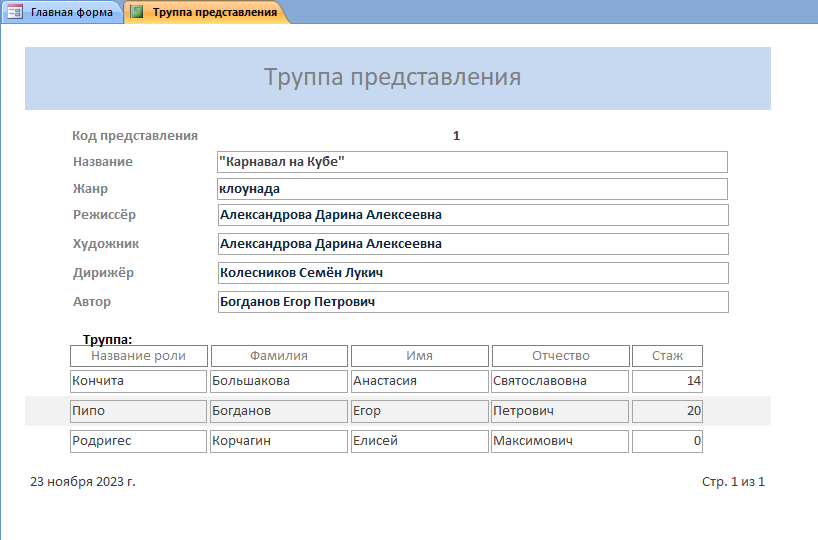 Главная форма Труппа представления
Труппа представления
Код представления 1
Название "Карнавал на Кубе"
Жанр клоунада
Режиссёр Александрова Дарина Алексеевна
Художник Александрова Дарина Алексеевна
Дирижёр Колесников Семён Лукич
Автор Богданов Егор Петрович
Труппа:
Название роли Фамилия Имя Отчество Стаж
Кончита Большакова Анастасия Святославовна 14
Пипо Богданов Егор Петрович 20
Родригес Корчагин Елисей Максимович 0
23 ноября 2023 г. Стр. 1 из 1